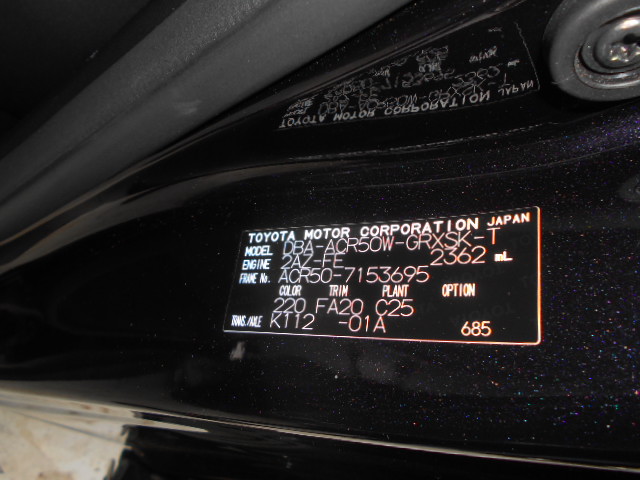 TOYOTA MOTOR CORPORATION JAPAN
MODEL DBA-ACR50W-GRXSK-T
ENGINE 2AZ-FE 2362 mL
FRAME No. ACR50-7153695
COLOR TRIM PLANT OPTION
220 FA20 C25
TRANS./AXLE K112 -01A 685